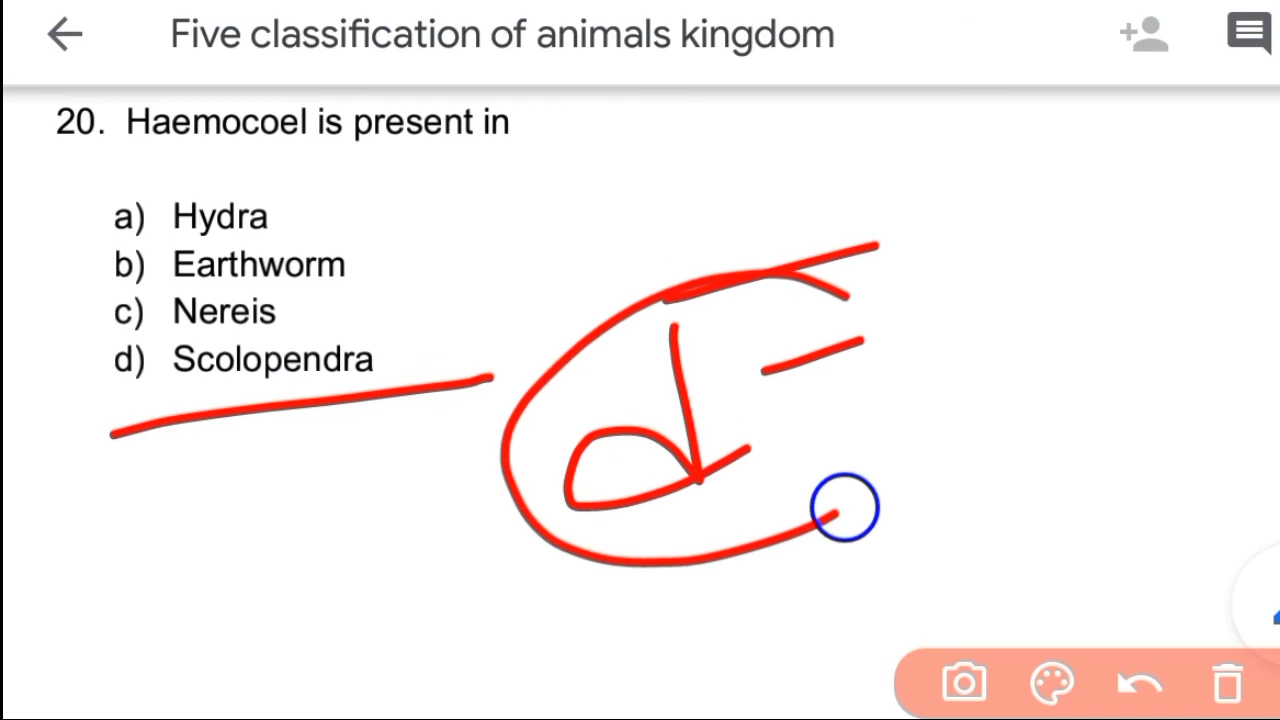 Five classification of animals kingdom
20. Haemocoel is present in
a) Hydra
b) Earthworm
c) Nereis
d) Scolopendra
d